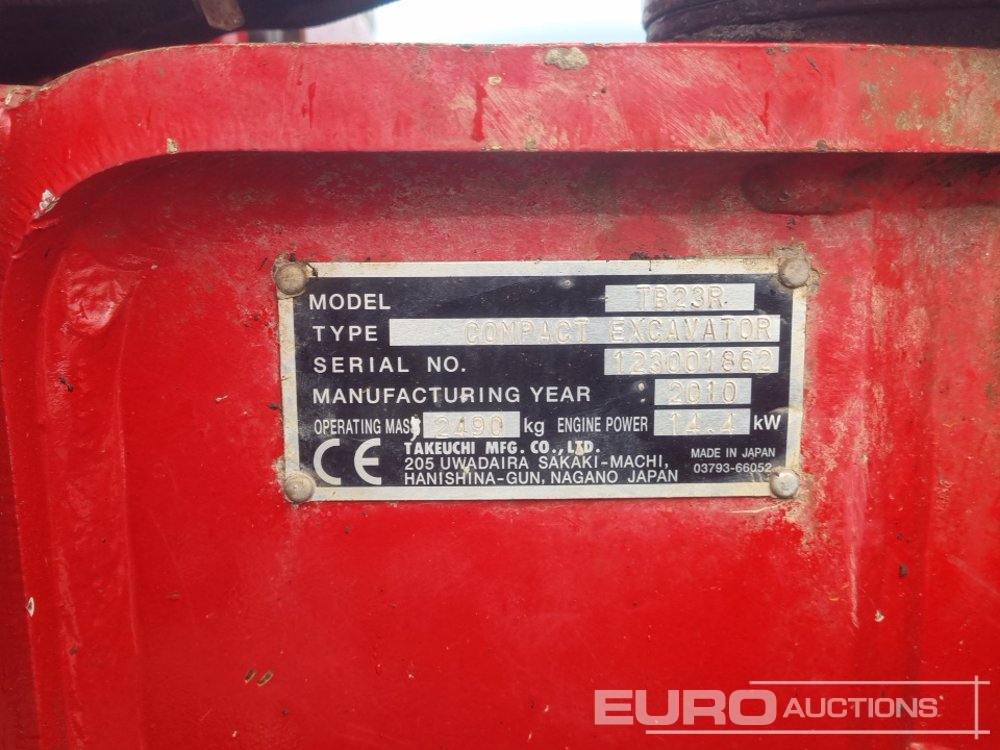 MODEL TB23R
TYPE COMPACT EXCAVATOR
SERIAL NO. 123001862
MANUFACTURING YEAR 2010
OPERATING MASS 2490 kg ENGINE POWER 14.4 kW
CE
TAKEUCHI MFG. CO., LTD.
205 UWADAIRA SAKAKI-MACHI,
HANISHINA-GUN, NAGANO JAPAN
MADE IN JAPAN
03793-66052
EURO AUCTIONS